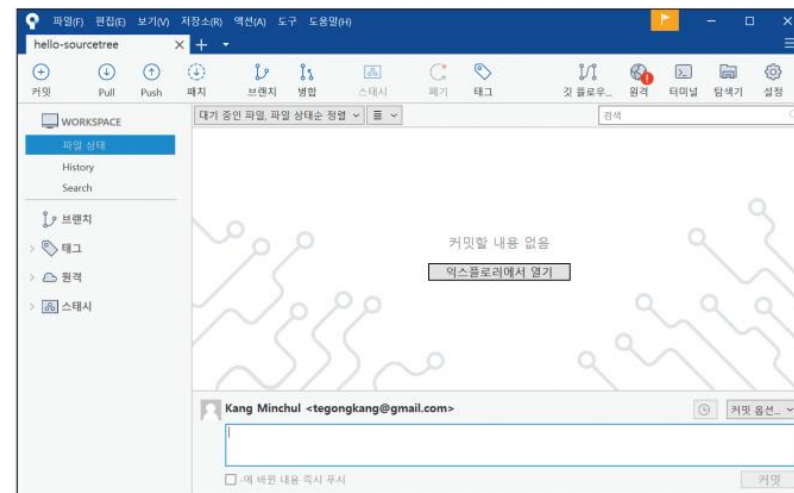 파일(F) 편집(E) 보기(V) 저장소(R) 액션(A) 도구 도움말(H)
hello-sourcetree
커밋 Pull Push 패치 브랜치 병합 스태시 폐기 태그 깃 플로우... 원격 터미널 탐색기 설정
대기 중인 파일, 파일 상태순 정렬
검색
WORKSPACE
파일 상태
History
Search
브랜치
태그
원격
스태시
커밋할 내용 없음
익스플로러에서 열기
Kang Minchul <tegongkang@gmail.com>
커밋 옵션...
-에 바뀐 내용 즉시 푸시
커밋